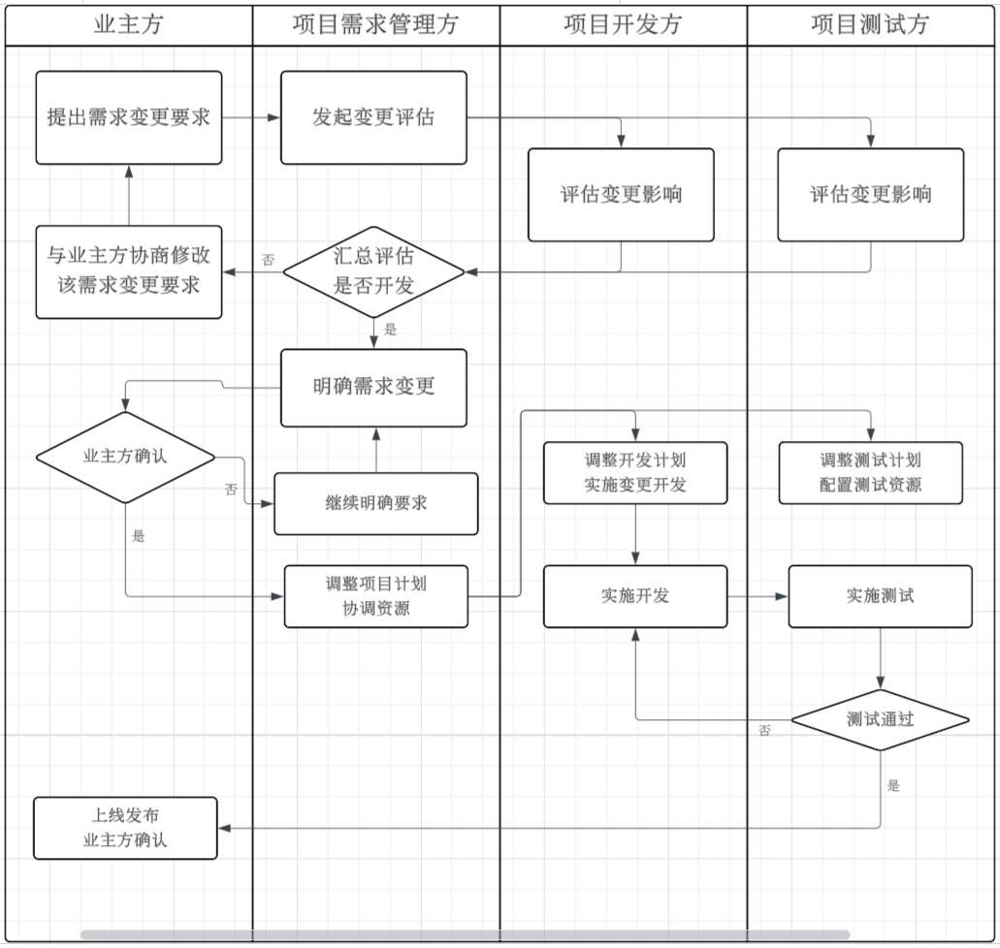 业主方
项目需求管理方
项目开发方
项目测试方
提出需求变更要求
发起变更评估
评估变更影响
评估变更影响
与业主方协商修改
该需求变更要求
否
汇总评估
是否开发
是
明确需求变更
业主方确认
否
继续明确要求
是
调整项目计划
协调资源
调整开发计划
实施变更开发
调整测试计划
配置测试资源
实施开发
实施测试
测试通过
否
是
上线发布
业主方确认